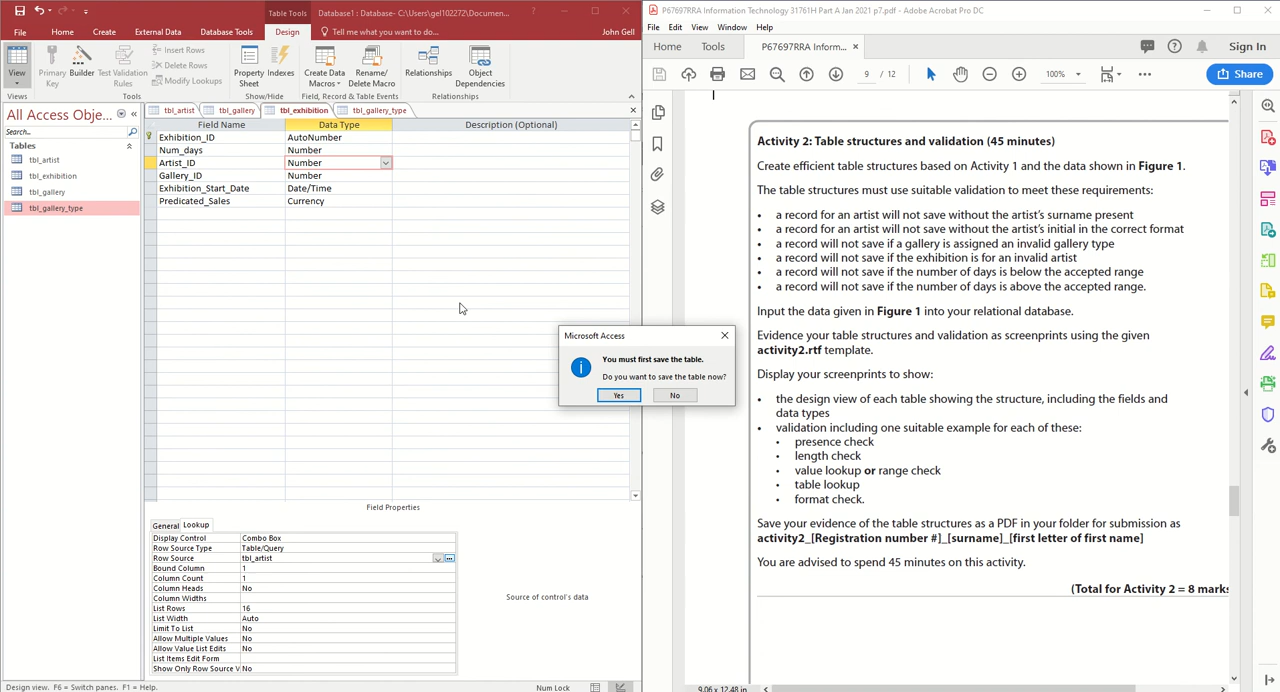 Table Tools
Database1 : Database- C:\Users\gel102272\Documen...
File
Home
Create
External Data
Database Tools
Design
Tell me what you want to do...
John Gell
View
Primary Key
Builder
Test Validation Rules
Insert Rows
Delete Rows
Modify Lookups
Property Sheet
Indexes
Create Data Macros
Rename/ Delete Macro
Relationships
Object Dependencies
Views
Tools
Show/Hide
Field, Record & Table Events
Relationships
All Access Obje...
Search...
Tables
tbl_artist
tbl_exhibition
tbl_gallery
tbl_gallery_type
tbl_artist
tbl_gallery
tbl_exhibition
tbl_gallery_type
Field Name
Data Type
Description (Optional)
Exhibition_ID AutoNumber
Num_days Number
Artist_ID Number
Gallery_ID Number
Exhibition_Start_Date Date/Time
Predicated_Sales Currency
Microsoft Access
You must first save the table.
Do you want to save the table now?
Yes
No
Field Properties
General
Lookup
Display Control Combo Box
Row Source Type Table/Query
Row Source tbl_artist
Bound Column 1
Column Count 1
Column Heads No
Column Widths
List Rows 16
List Width Auto
Limit To List No
Allow Multiple Values No
Allow Value List Edits No
List Items Edit Form
Show Only Row Source V No
Source of control's data
Design view. F6 = Switch panes. F1 = Help.
Num Lock
P67697RRA Information Technology 31761H Part A Jan 2021 p7.pdf - Adobe Acrobat Pro DC
File Edit View Window Help
Home
Tools
P67697RRA Inform...
Sign In
9 / 12
100%
Share
Activity 2: Table structures and validation (45 minutes)
Create efficient table structures based on Activity 1 and the data shown in Figure 1.
The table structures must use suitable validation to meet these requirements:
• a record for an artist will not save without the artist's surname present
• a record for an artist will not save without the artist's initial in the correct format
• a record will not save if a gallery is assigned an invalid gallery type
• a record will not save if the exhibition is for an invalid artist
• a record will not save if the number of days is below the accepted range
• a record will not save if the number of days is above the accepted range.
Input the data given in Figure 1 into your relational database.
Evidence your table structures and validation as screenprints using the given
activity2.rtf template.
Display your screenprints to show:
• the design view of each table showing the structure, including the fields and
data types
• validation including one suitable example for each of these:
• presence check
• length check
• value lookup or range check
• table lookup
• format check.
Save your evidence of the table structures as a PDF in your folder for submission as
activity2_[Registration number #]_[surname]_[first letter of first name]
You are advised to spend 45 minutes on this activity.
(Total for Activity 2 = 8 marks
9.06 x 12.48 in